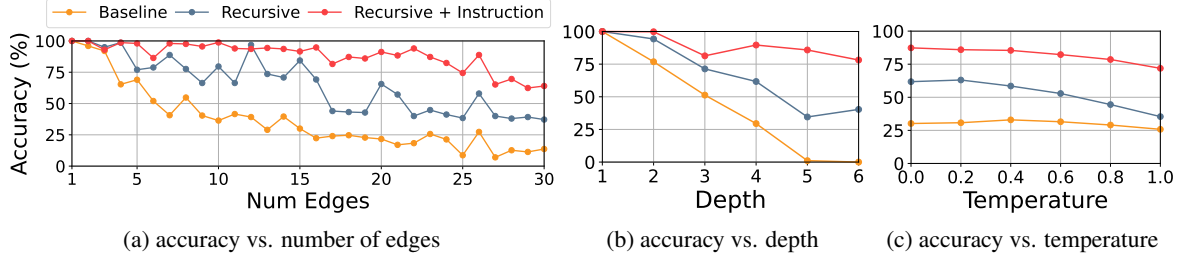 Baseline Recursive Recursive + Instruction
Accuracy (%)
100
75
50
25
0
1 5 10 15 20 25 30
Num Edges
(a) accuracy vs. number of edges
100
75
50
25
0
1 2 3 4 5 6
Depth
(b) accuracy vs. depth
100
75
50
25
0
0.0 0.2 0.4 0.6 0.8 1.0
Temperature
(c) accuracy vs. temperature